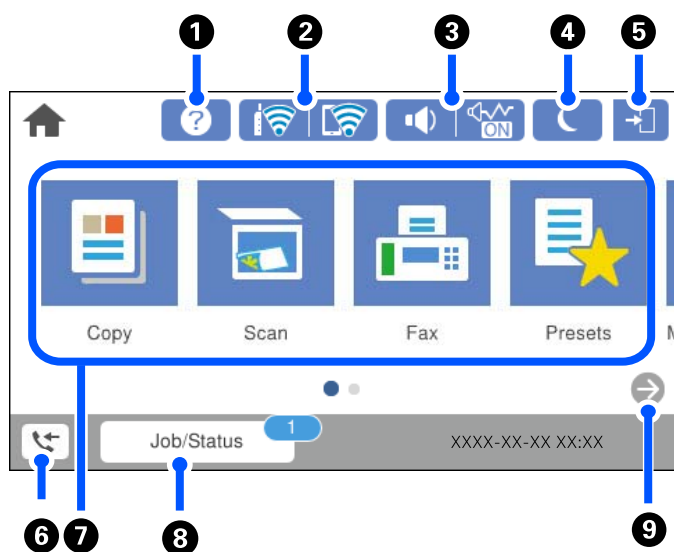 1 2 3 4 5
?
ON
Copy Scan Fax Presets M
1
Job/Status XXXX-XX-XX XX:XX
6 7 8 9